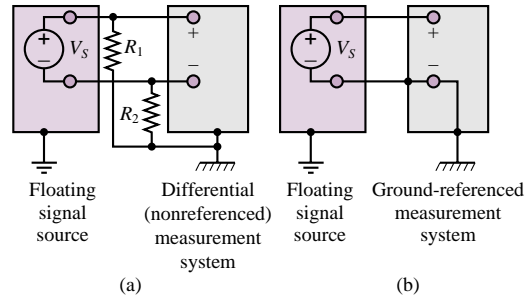 +
−
V_S
R_1
R_2
+
−
Floating
signal
source
Differential
(nonreferenced)
measurement
system
(a)
+
−
V_S
+
−
Floating
signal
source
Ground-referenced
measurement
system
(b)